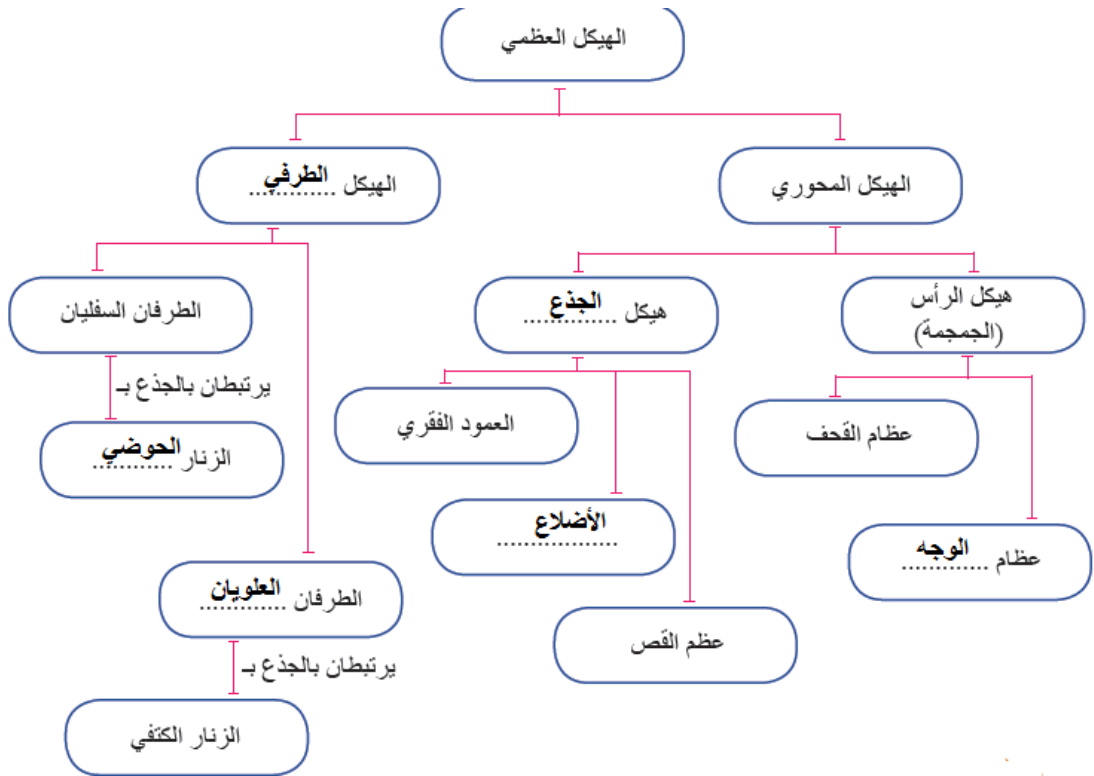 الهيكل العظمي
الهيكل المحوري
الهيكل الطرفي
هيكل الرأس
(الجمجمة)
هيكل الجذع
الطرفان السفليان
يرتبطان بالجذع بـ
عظام القحف
العمود الفقري
الزنار الحوضي
الأضلاع
عظام الوجه
الطرفان العلويان
عظم القص
يرتبطان بالجذع بـ
الزنار الكتفي